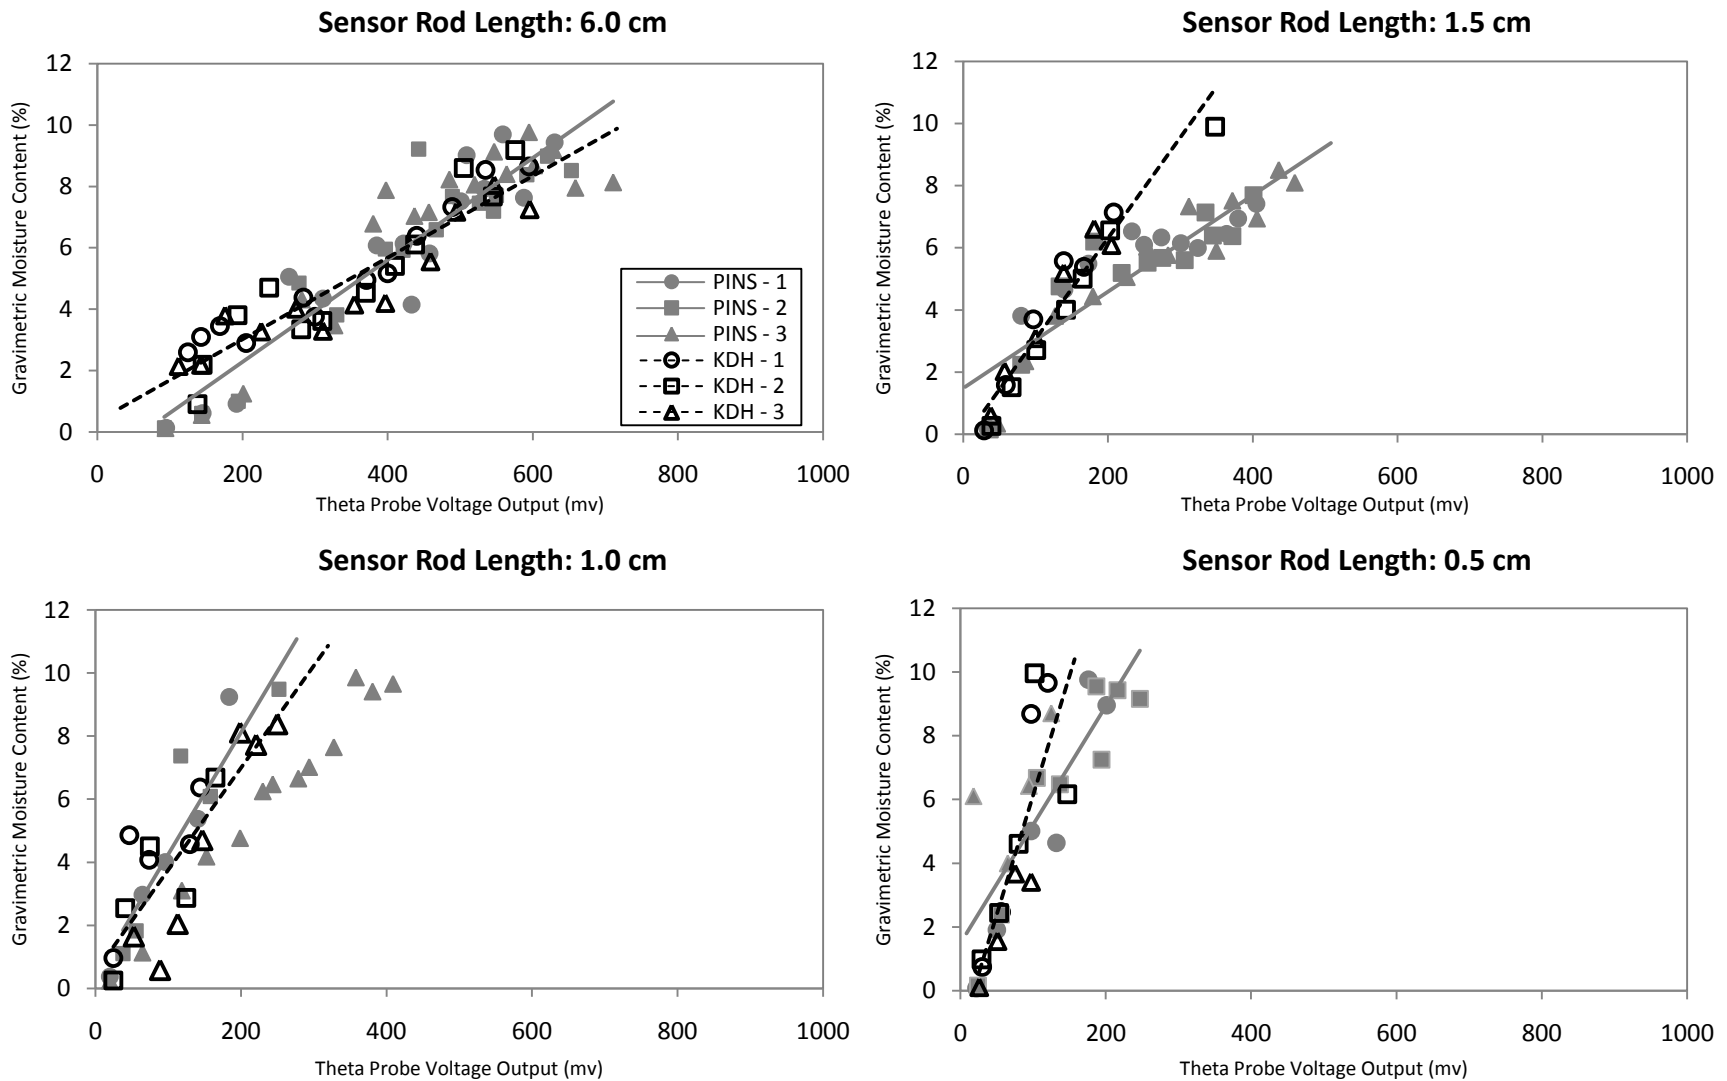 Sensor Rod Length: 6.0 cm
12
10
8
6
4
2
0
Gravimetric Moisture Content (%)
PINS - 1
PINS - 2
PINS - 3
KDH - 1
KDH - 2
KDH - 3
0 200 400 600 800 1000
Theta Probe Voltage Output (mv)
Sensor Rod Length: 1.5 cm
12
10
8
6
4
2
0
Gravimetric Moisture Content (%)
0 200 400 600 800 1000
Theta Probe Voltage Output (mv)
Sensor Rod Length: 1.0 cm
12
10
8
6
4
2
0
Gravimetric Moisture Content (%)
0 200 400 600 800 1000
Theta Probe Voltage Output (mv)
Sensor Rod Length: 0.5 cm
12
10
8
6
4
2
0
Gravimetric Moisture Content (%)
0 200 400 600 800 1000
Theta Probe Voltage Output (mv)